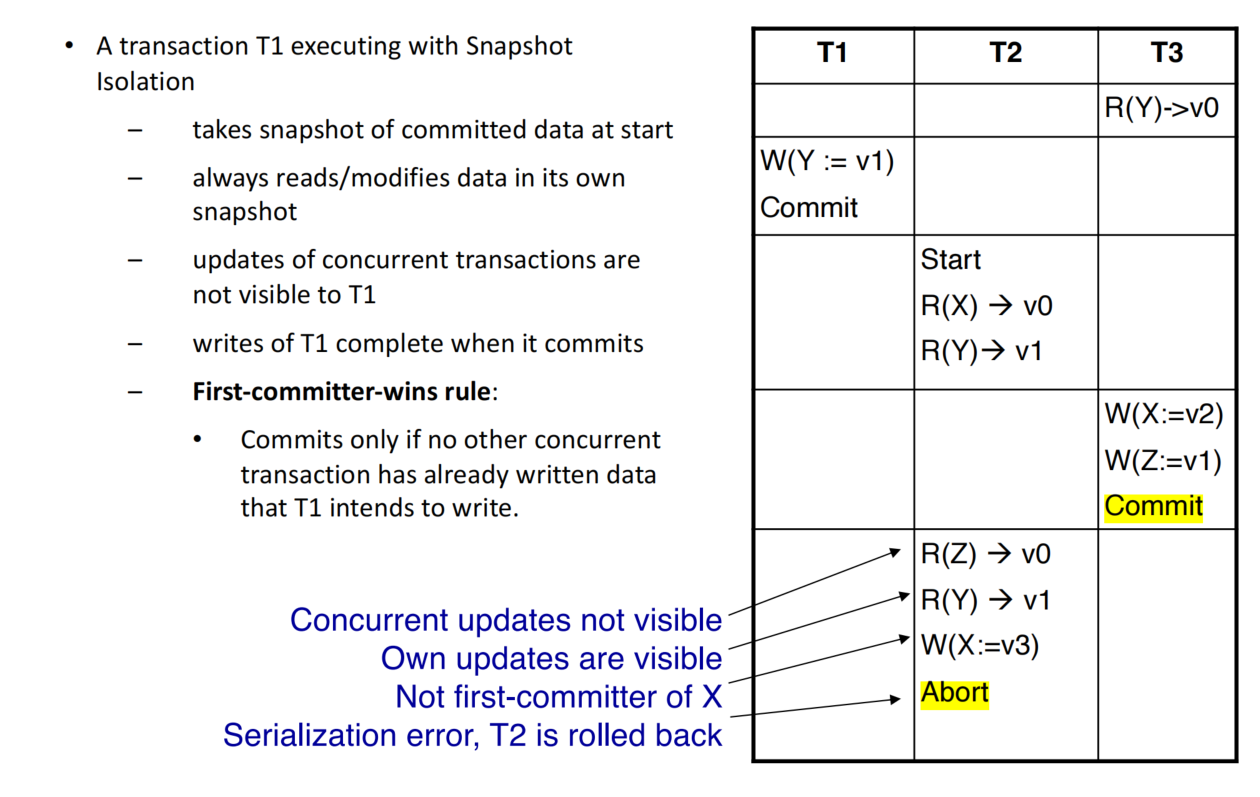 • A transaction T1 executing with Snapshot
Isolation
– takes snapshot of committed data at start
– always reads/modifies data in its own
snapshot
– updates of concurrent transactions are
not visible to T1
– writes of T1 complete when it commits
– First-committer-wins rule:
• Commits only if no other concurrent
transaction has already written data
that T1 intends to write.
Concurrent updates not visible
Own updates are visible
Not first-committer of X
Serialization error, T2 is rolled back
T1 T2 T3
R(Y)->v0
W(Y := v1)
Commit
Start
R(X) → v0
R(Y)→ v1
W(X:=v2)
W(Z:=v1)
Commit
R(Z) → v0
R(Y) → v1
W(X:=v3)
Abort